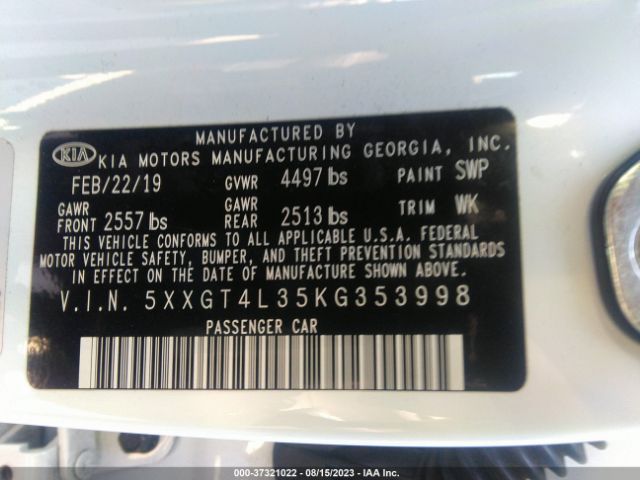 MANUFACTURED BY
KIA KIA MOTORS MANUFACTURING GEORGIA, INC.
FEB/22/19 GVWR 4497 lbs PAINT SWP
GAWR FRONT 2557 lbs GAWR REAR 2513 lbs TRIM WK
THIS VEHICLE CONFORMS TO ALL APPLICABLE U.S.A. FEDERAL
MOTOR VEHICLE SAFETY, BUMPER, AND THEFT PREVENTION STANDARDS
IN EFFECT ON THE DATE OF MANUFACTURE SHOWN ABOVE.
V.I.N. 5XXGT4L35KG353998
PASSENGER CAR
000-37321022 - 08/15/2023 - IAA Inc.